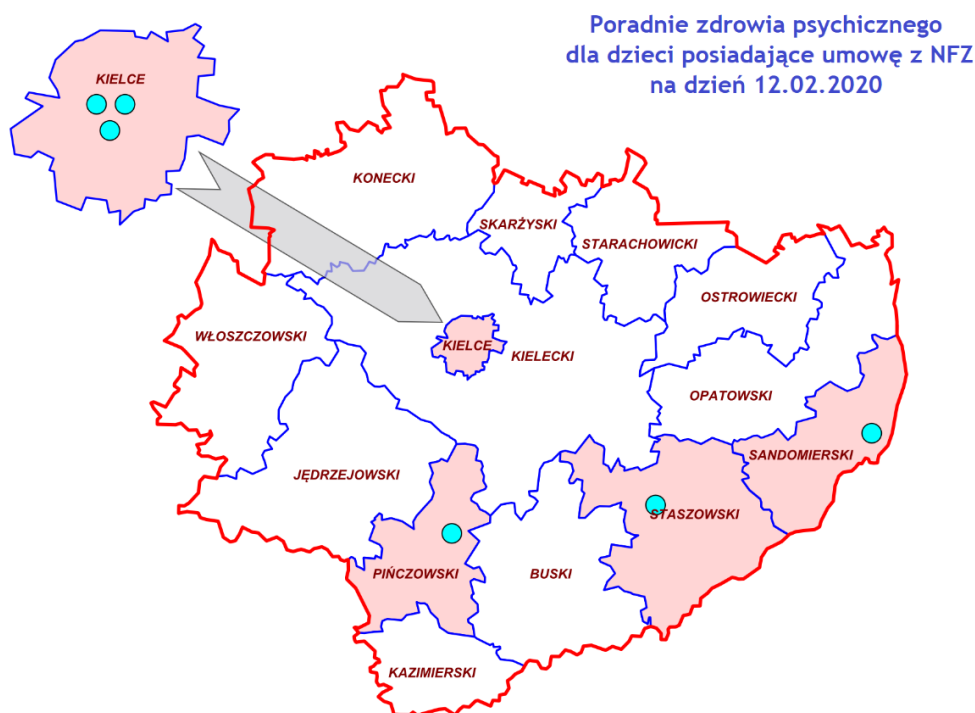 Poradnie zdrowia psychicznego
dla dzieci posiadające umowę z NFZ
na dzień 12.02.2020
KIELCE
KONECKI
SKARŻYSKI
STARACHOWICKI
OSTROWIECKI
WŁOSZCZOWSKI
KIELCE
KIELECKI
OPATOWSKI
SANDOMIERSKI
JĘDRZEJOWSKI
STASZOWSKI
PIŃCZOWSKI
BUSKI
KAZIMIERSKI